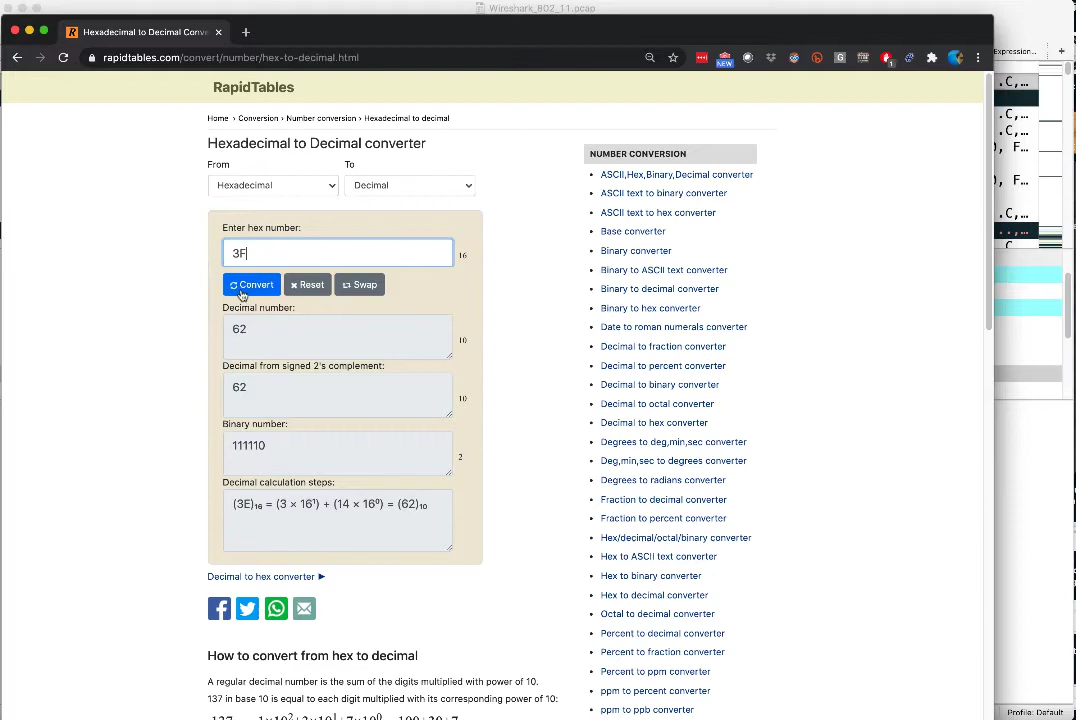 Wireshark_802_11.pcap
Hexadecimal to Decimal Conve
rapidtables.com/convert/number/hex-to-decimal.html
NEW
1
Expression…
+
RapidTables
Home › Conversion › Number conversion › Hexadecimal to decimal
Hexadecimal to Decimal converter
From
To
Hexadecimal
Decimal
Enter hex number:
3F
16
Convert
Reset
Swap
Decimal number:
62
10
Decimal from signed 2's complement:
62
10
Binary number:
111110
2
Decimal calculation steps:
(3E)₁₆ = (3 × 16¹) + (14 × 16⁰) = (62)₁₀
Decimal to hex converter ►
How to convert from hex to decimal
A regular decimal number is the sum of the digits multiplied with power of 10.
137 in base 10 is equal to each digit multiplied with its corresponding power of 10:
NUMBER CONVERSION
ASCII,Hex,Binary,Decimal converter
ASCII text to binary converter
ASCII text to hex converter
Base converter
Binary converter
Binary to ASCII text converter
Binary to decimal converter
Binary to hex converter
Date to roman numerals converter
Decimal to fraction converter
Decimal to percent converter
Decimal to binary converter
Decimal to octal converter
Decimal to hex converter
Degrees to deg,min,sec converter
Deg,min,sec to degrees converter
Degrees to radians converter
Fraction to decimal converter
Fraction to percent converter
Hex/decimal/octal/binary converter
Hex to ASCII text converter
Hex to binary converter
Hex to decimal converter
Octal to decimal converter
Percent to decimal converter
Percent to fraction converter
Percent to ppm converter
ppm to percent converter
ppm to ppb converter
.C,…
.C,…
.C,…
), F…
), F…
.C,…
.C,…
Profile: Default